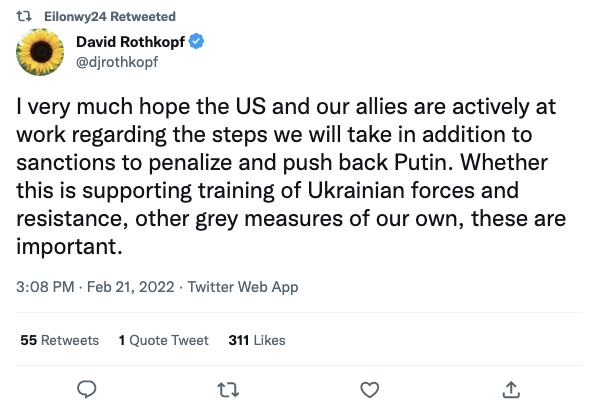 Eilonwy24 Retweeted
David Rothkopf
@djrothkopf
I very much hope the US and our allies are actively at
work regarding the steps we will take in addition to
sanctions to penalize and push back Putin. Whether
this is supporting training of Ukrainian forces and
resistance, other grey measures of our own, these are
important.
3:08 PM · Feb 21, 2022 · Twitter Web App
55 Retweets 1 Quote Tweet 311 Likes